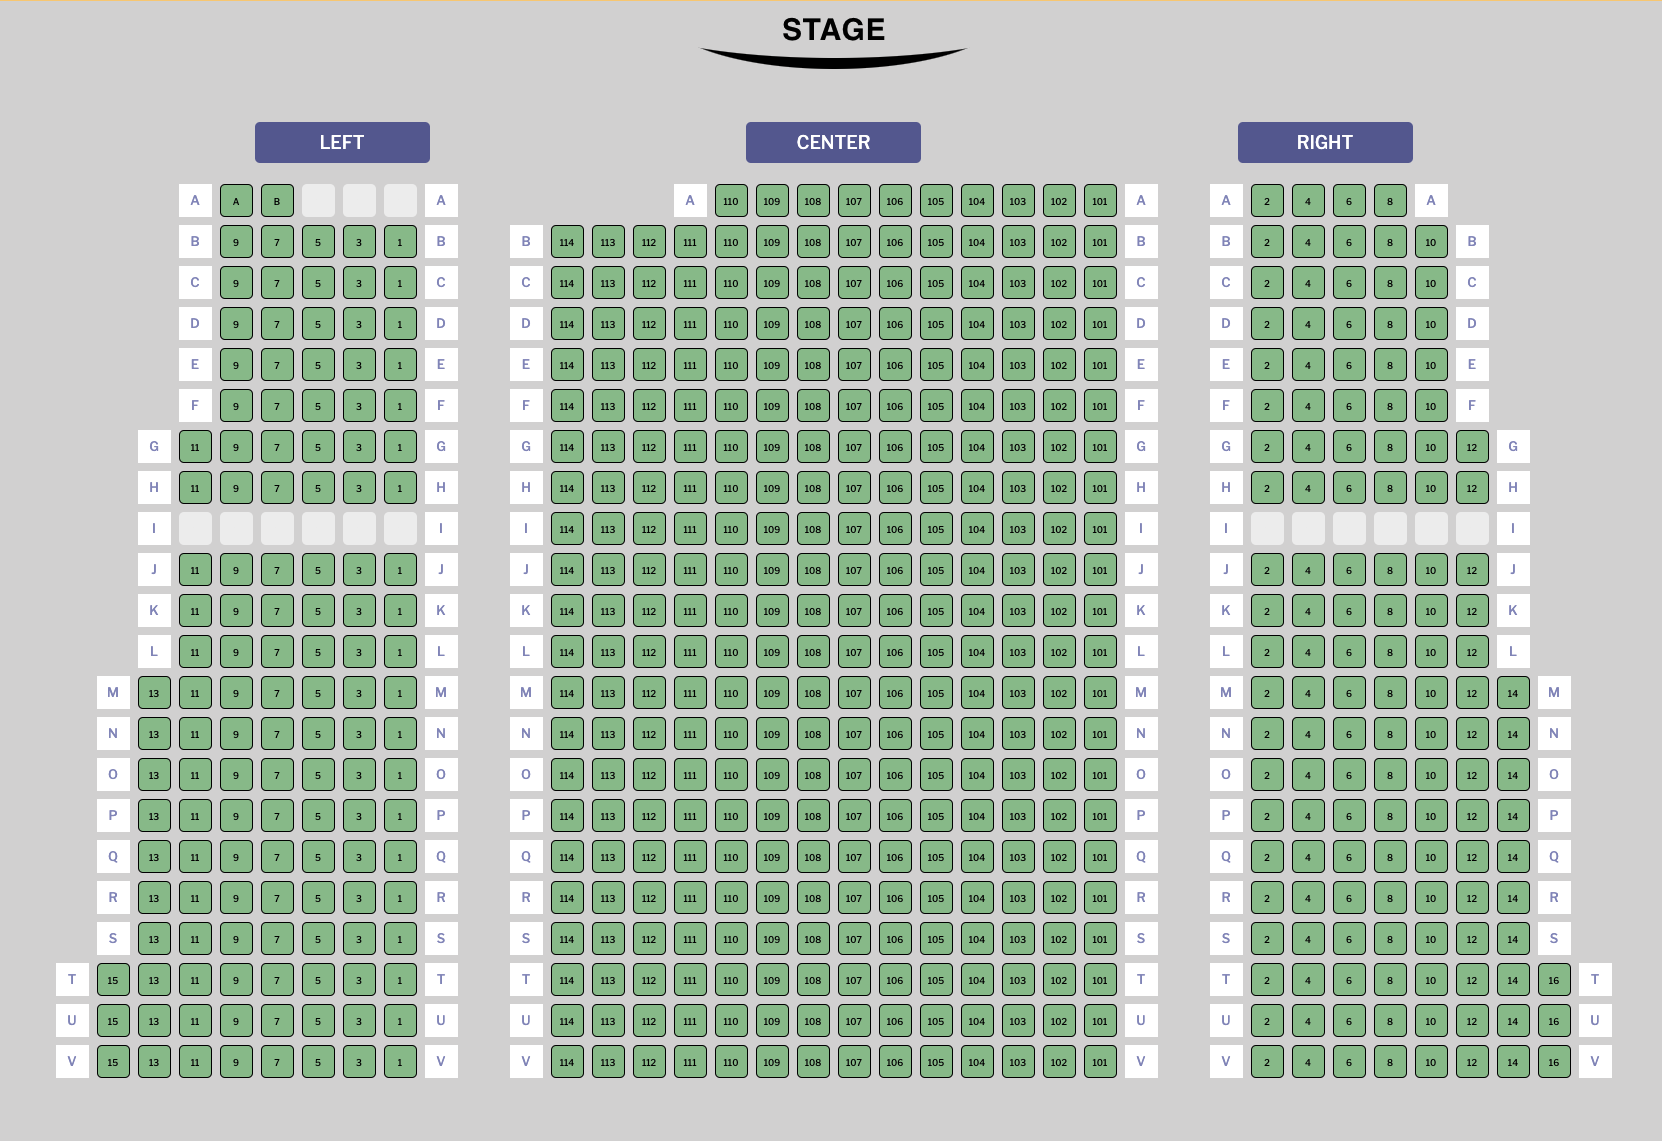 STAGE
LEFT CENTER RIGHT
A A B A A 110 109 108 107 106 105 104 103 102 101 A A 2 4 6 8 A
B 9 7 5 3 1 B B 114 113 112 111 110 109 108 107 106 105 104 103 102 101 B B 2 4 6 8 10 B
C 9 7 5 3 1 C C 114 113 112 111 110 109 108 107 106 105 104 103 102 101 C C 2 4 6 8 10 C
D 9 7 5 3 1 D D 114 113 112 111 110 109 108 107 106 105 104 103 102 101 D D 2 4 6 8 10 D
E 9 7 5 3 1 E E 114 113 112 111 110 109 108 107 106 105 104 103 102 101 E E 2 4 6 8 10 E
F 9 7 5 3 1 F F 114 113 112 111 110 109 108 107 106 105 104 103 102 101 F F 2 4 6 8 10 F
G 11 9 7 5 3 1 G G 114 113 112 111 110 109 108 107 106 105 104 103 102 101 G G 2 4 6 8 10 12 G
H 11 9 7 5 3 1 H H 114 113 112 111 110 109 108 107 106 105 104 103 102 101 H H 2 4 6 8 10 12 H
I I I 114 113 112 111 110 109 108 107 106 105 104 103 102 101 I I I
J 11 9 7 5 3 1 J J 114 113 112 111 110 109 108 107 106 105 104 103 102 101 J J 2 4 6 8 10 12 J
K 11 9 7 5 3 1 K K 114 113 112 111 110 109 108 107 106 105 104 103 102 101 K K 2 4 6 8 10 12 K
L 11 9 7 5 3 1 L L 114 113 112 111 110 109 108 107 106 105 104 103 102 101 L L 2 4 6 8 10 12 L
M 13 11 9 7 5 3 1 M M 114 113 112 111 110 109 108 107 106 105 104 103 102 101 M M 2 4 6 8 10 12 14 M
N 13 11 9 7 5 3 1 N N 114 113 112 111 110 109 108 107 106 105 104 103 102 101 N N 2 4 6 8 10 12 14 N
O 13 11 9 7 5 3 1 O O 114 113 112 111 110 109 108 107 106 105 104 103 102 101 O O 2 4 6 8 10 12 14 O
P 13 11 9 7 5 3 1 P P 114 113 112 111 110 109 108 107 106 105 104 103 102 101 P P 2 4 6 8 10 12 14 P
Q 13 11 9 7 5 3 1 Q Q 114 113 112 111 110 109 108 107 106 105 104 103 102 101 Q Q 2 4 6 8 10 12 14 Q
R 13 11 9 7 5 3 1 R R 114 113 112 111 110 109 108 107 106 105 104 103 102 101 R R 2 4 6 8 10 12 14 R
S 13 11 9 7 5 3 1 S S 114 113 112 111 110 109 108 107 106 105 104 103 102 101 S S 2 4 6 8 10 12 14 S
T 15 13 11 9 7 5 3 1 T T 114 113 112 111 110 109 108 107 106 105 104 103 102 101 T T 2 4 6 8 10 12 14 16 T
U 15 13 11 9 7 5 3 1 U U 114 113 112 111 110 109 108 107 106 105 104 103 102 101 U U 2 4 6 8 10 12 14 16 U
V 15 13 11 9 7 5 3 1 V V 114 113 112 111 110 109 108 107 106 105 104 103 102 101 V V 2 4 6 8 10 12 14 16 V